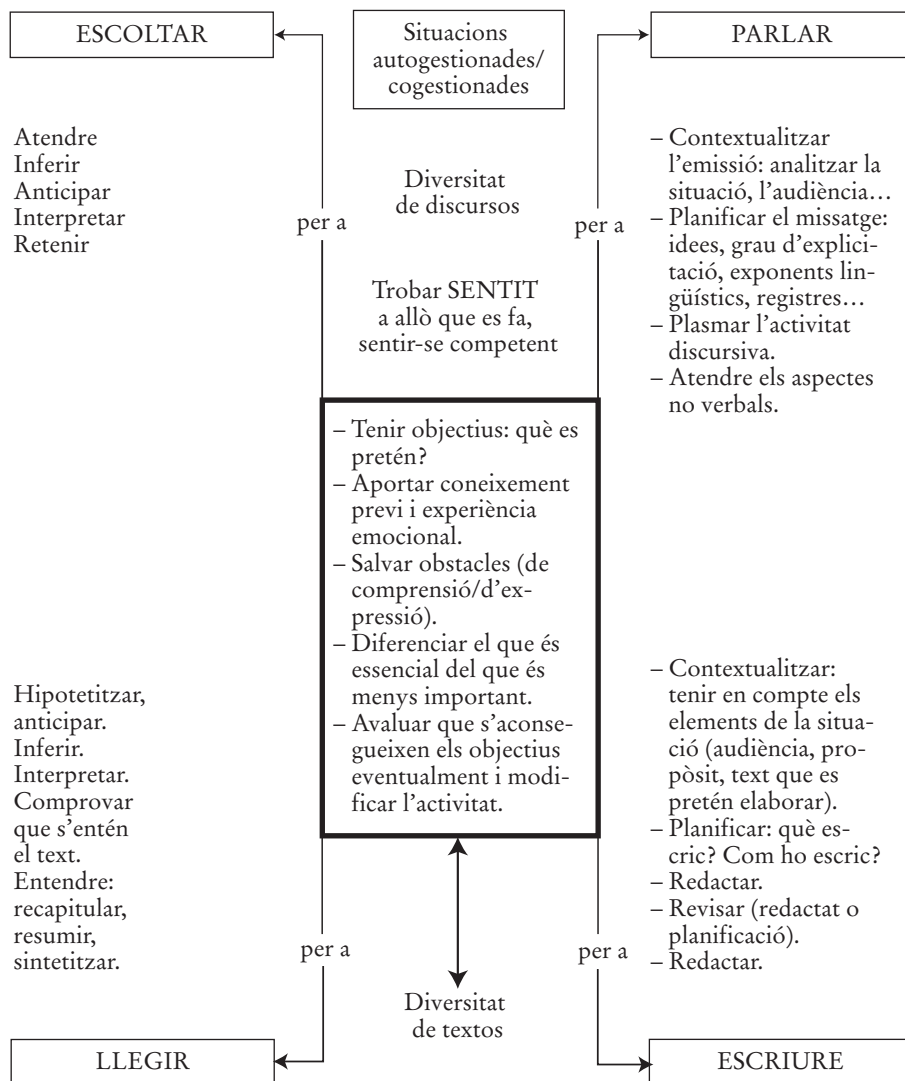 ESCOLTAR
Situacions
autogestionades/
cogestionades
PARLAR
Atendre
Inferir
Anticipar
Interpretar
Retenir
per a
Diversitat
de discursos
Trobar SENTIT
a allò que es fa,
sentir-se competent
per a
– Contextualitzar
l’emissió: analitzar la
situació, l’audiència…
– Planificar el missatge:
idees, grau d’explici-
tació, exponents lin-
güístics, registres…
– Plasmar l’activitat
discursiva.
– Atendre els aspectes
no verbals.
– Tenir objectius: què es
pretén?
– Aportar coneixement
previ i experiència
emocional.
– Salvar obstacles (de
comprensió/d’ex-
pressió).
– Diferenciar el que és
essencial del que és
menys important.
– Avaluar que s’aconse-
gueixen els objectius
eventualment i modi-
ficar l’activitat.
Hipotetitzar,
anticipar.
Inferir.
Interpretar.
Comprovar
que s’entén
el text.
Entendre:
recapitular,
resumir,
sintetitzar.
– Contextualitzar:
tenir en compte els
elements de la situa-
ció (audiència, pro-
pòsit, text que es
pretén elaborar).
– Planificar: què es-
cric? Com ho escric?
– Redactar.
– Revisar (redactat o
planificació).
– Redactar.
per a
per a
Diversitat
de textos
LLEGIR
ESCRIURE